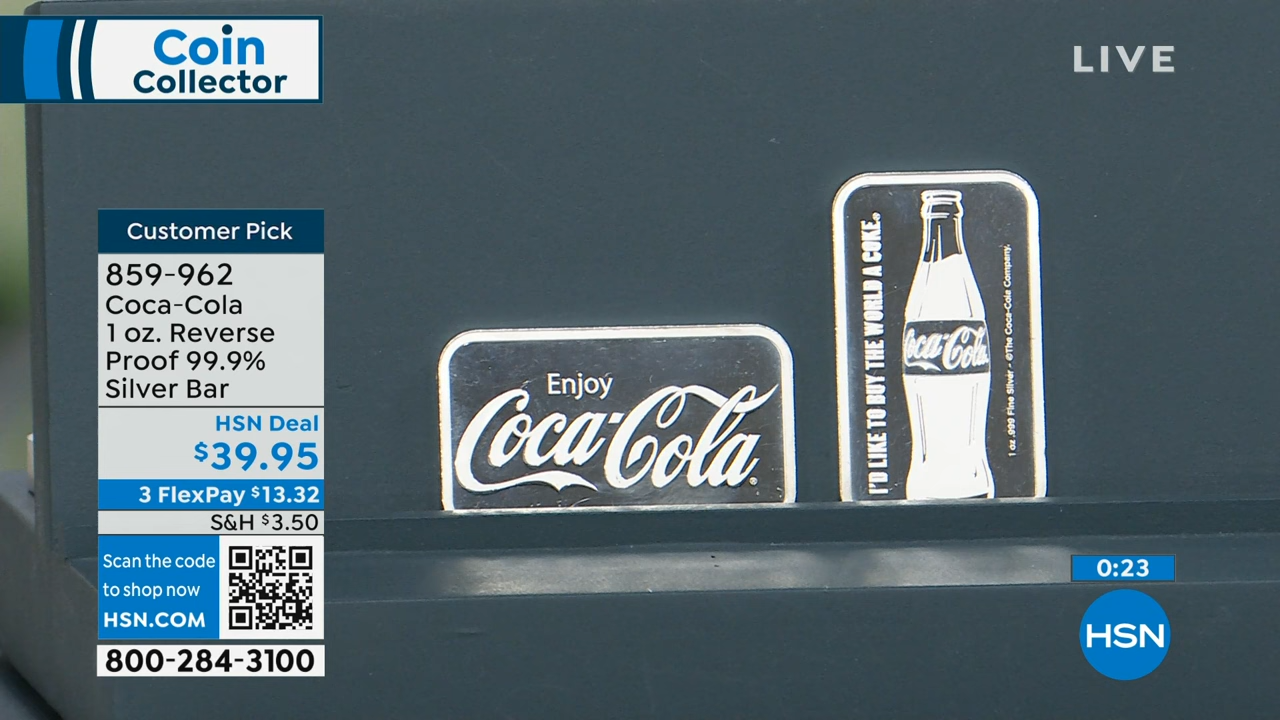 Coin
Collector
LIVE
Customer Pick
859-962
Coca-Cola
1 oz. Reverse
Proof 99.9%
Silver Bar
HSN Deal
$39.95
3 FlexPay $13.32
S&H $3.50
Scan the code
to shop now
HSN.COM
800-284-3100
Enjoy
Coca-Cola
I'D LIKE TO BUY THE WORLD A COKE.
Coca-Cola
1 oz .999 Fine Silver - ©The Coca-Cola Company.
0:23
HSN